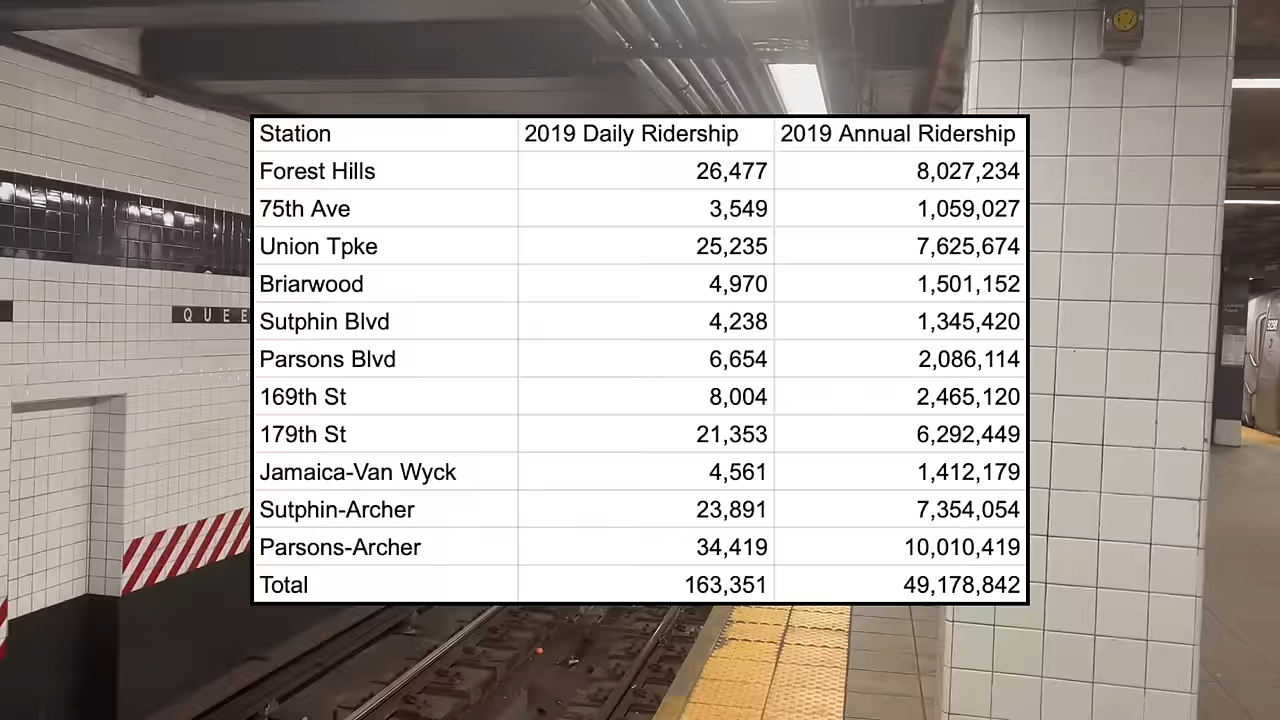 Station 2019 Daily Ridership 2019 Annual Ridership
Forest Hills 26,477 8,027,234
75th Ave 3,549 1,059,027
Union Tpke 25,235 7,625,674
Briarwood 4,970 1,501,152
Sutphin Blvd 4,238 1,345,420
Parsons Blvd 6,654 2,086,114
169th St 8,004 2,465,120
179th St 21,353 6,292,449
Jamaica-Van Wyck 4,561 1,412,179
Sutphin-Archer 23,891 7,354,054
Parsons-Archer 34,419 10,010,419
Total 163,351 49,178,842
QUEE